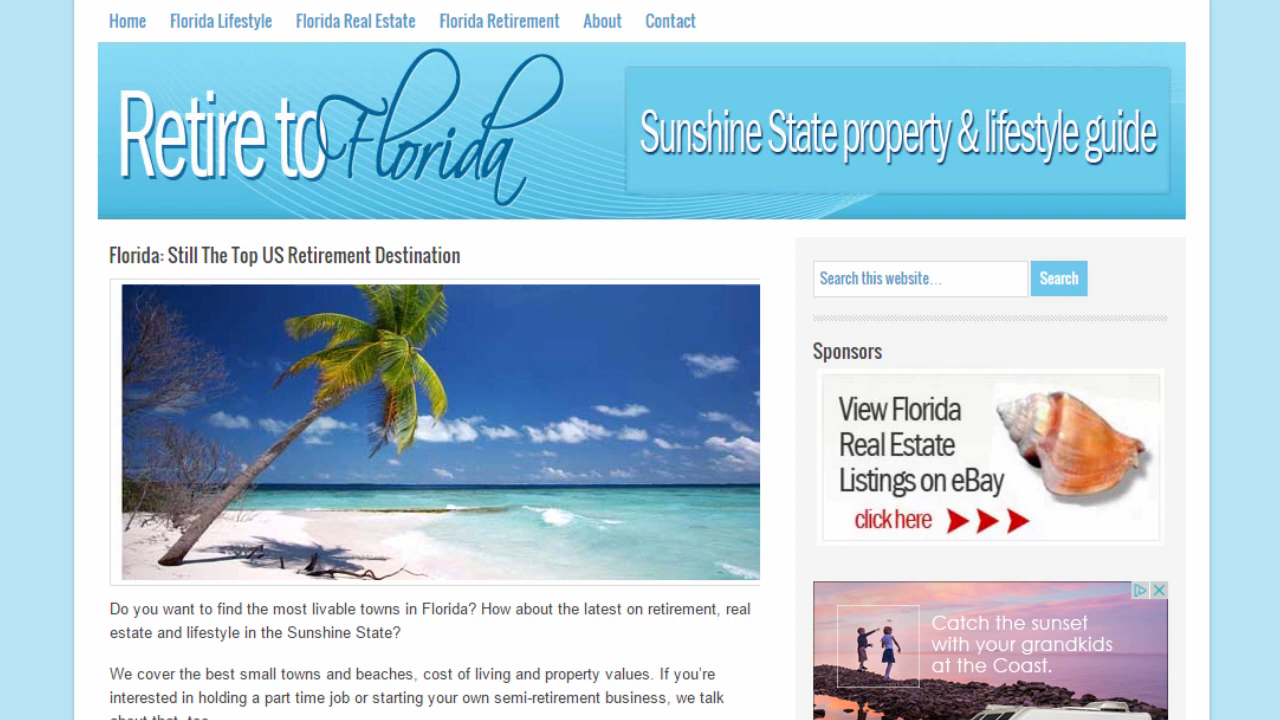 Home Florida Lifestyle Florida Real Estate Florida Retirement About Contact
Retire to Florida
Sunshine State property & lifestyle guide
Florida: Still The Top US Retirement Destination
Do you want to find the most livable towns in Florida? How about the latest on retirement, real
estate and lifestyle in the Sunshine State?
We cover the best small towns and beaches, cost of living and property values. If you're
interested in holding a part time job or starting your own semi-retirement business, we talk
about that, too.
Search this website… Search
Sponsors
View Florida
Real Estate
Listings on eBay
click here
Catch the sunset
with your grandkids
at the Coast.